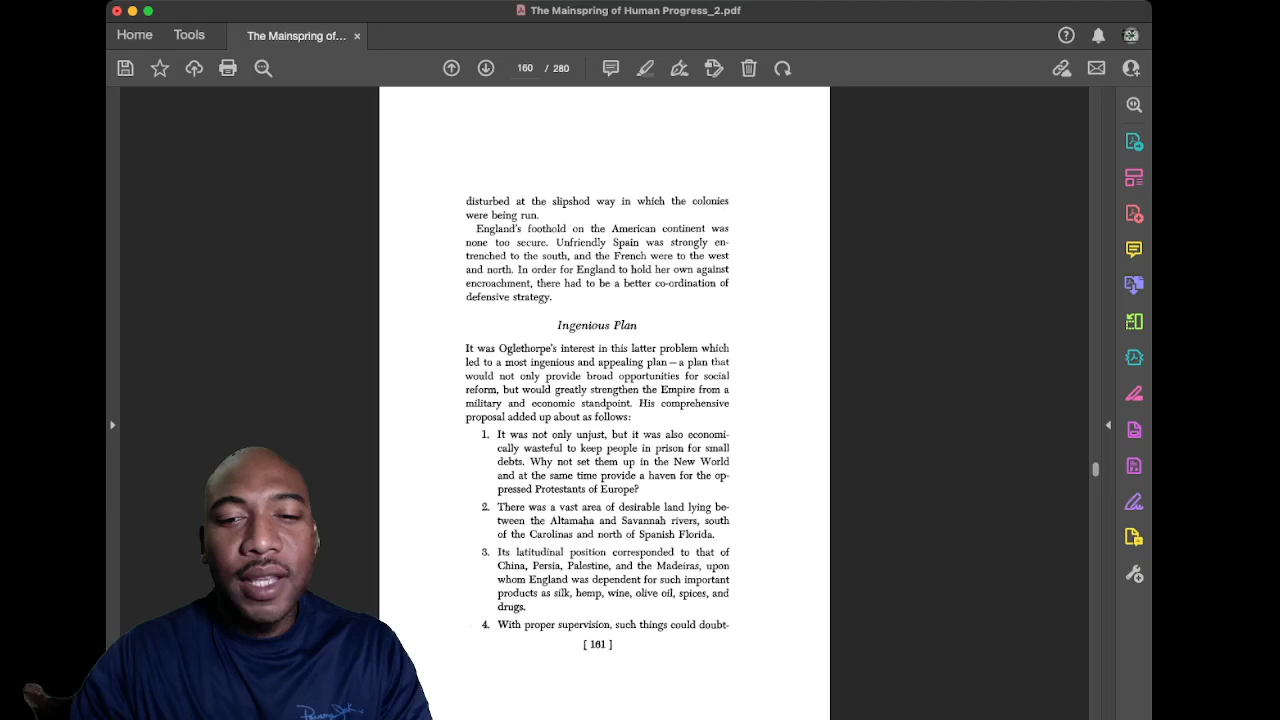 The Mainspring of Human Progress_2.pdf
Home
Tools
The Mainspring of...
160 / 280
disturbed at the slipshod way in which the colonies
were being run.
England's foothold on the American continent was
none too secure. Unfriendly Spain was strongly en-
trenched to the south, and the French were to the west
and north. In order for England to hold her own against
encroachment, there had to be a better co-ordination of
defensive strategy.
Ingenious Plan
It was Oglethorpe's interest in this latter problem which
led to a most ingenious and appealing plan—a plan that
would not only provide broad opportunities for social
reform, but would greatly strengthen the Empire from a
military and economic standpoint. His comprehensive
proposal added up about as follows:
1. It was not only unjust, but it was also economi-
cally wasteful to keep people in prison for small
debts. Why not set them up in the New World
and at the same time provide a haven for the op-
pressed Protestants of Europe?
2. There was a vast area of desirable land lying be-
tween the Altamaha and Savannah rivers, south
of the Carolinas and north of Spanish Florida.
3. Its latitudinal position corresponded to that of
China, Persia, Palestine, and the Madeiras, upon
whom England was dependent for such important
products as silk, hemp, wine, olive oil, spices, and
drugs.
4. With proper supervision, such things could doubt-
[ 161 ]